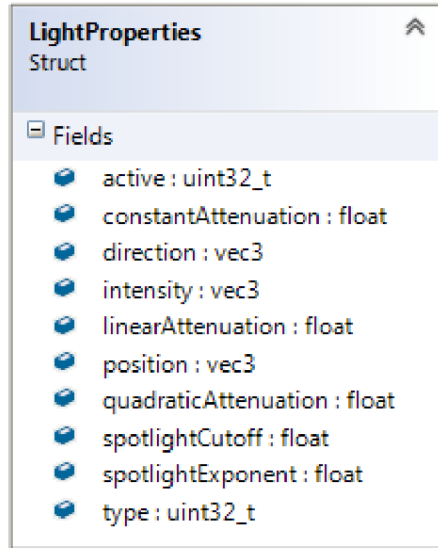 LightProperties
Struct
Fields
active : uint32_t
constantAttenuation : float
direction : vec3
intensity : vec3
linearAttenuation : float
position : vec3
quadraticAttenuation : float
spotlightCutoff : float
spotlightExponent : float
type : uint32_t